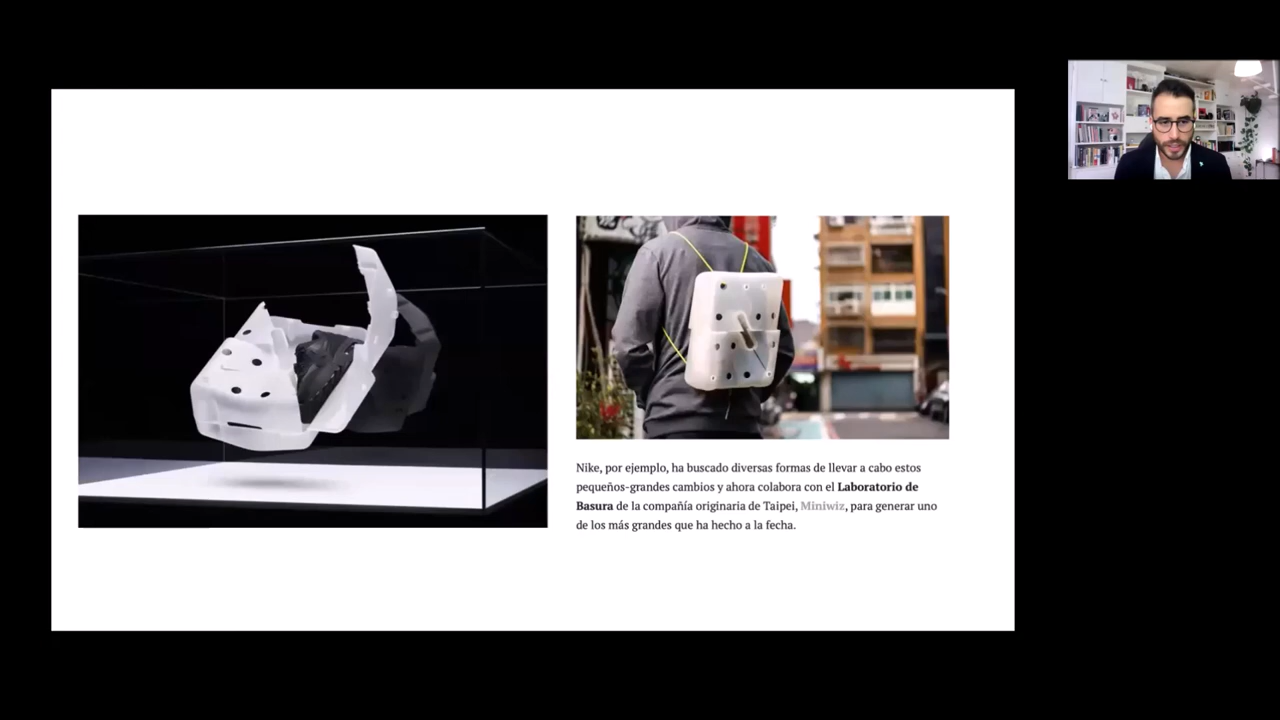 Nike, por ejemplo, ha buscado diversas formas de llevar a cabo estos
pequeños-grandes cambios y ahora colabora con el Laboratorio de
Basura de la compañía originaria de Taipei, Miniwiz, para generar uno
de los más grandes que ha hecho a la fecha.